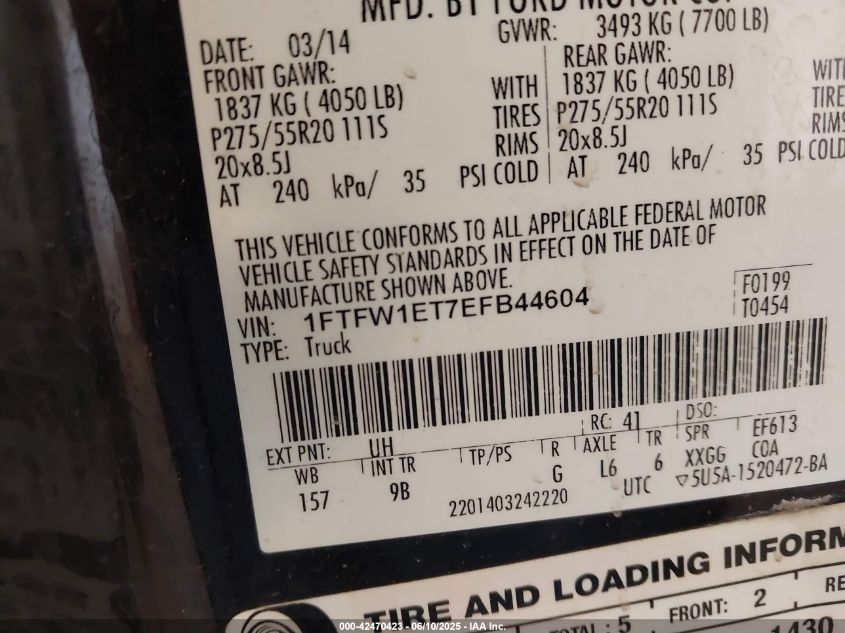 MFD. BY FORD MOTOR CO.
DATE: 03/14 GVWR: 3493 KG ( 7700 LB)
FRONT GAWR: REAR GAWR:
1837 KG ( 4050 LB) WITH 1837 KG ( 4050 LB) WITH
P275/55R20 111S TIRES P275/55R20 111S TIRE
20x8.5J RIMS 20x8.5J RIMS
AT 240 kPa/ 35 PSI COLD AT 240 kPa/ 35 PSI COLD
THIS VEHICLE CONFORMS TO ALL APPLICABLE FEDERAL MOTOR
VEHICLE SAFETY STANDARDS IN EFFECT ON THE DATE OF
MANUFACTURE SHOWN ABOVE.
VIN: 1FTFW1ET7EFB44604 F0199
TYPE: Truck T0454
EXT PNT: UH RC: 41 DSO:
WB INT TR TP/PS R AXLE TR SPR EF613
157 9B G L6 6 XXGG COA
2201403242220 UTC ▽5U5A-1520472-BA
TIRE AND LOADING INFORM
TOTAL : 5 FRONT: 2 RE
1430
000-42470423 - 06/10/2025 - IAA Inc.